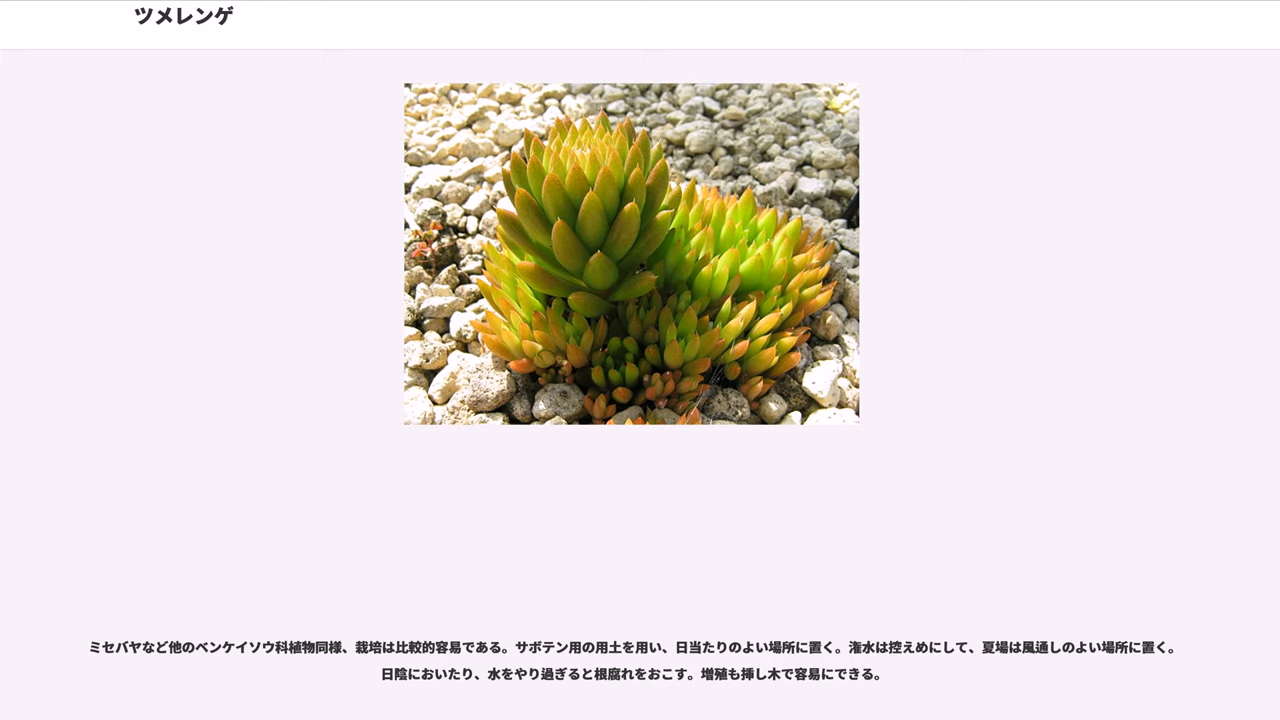 ツメレンゲ
ミセバヤなど他のベンケイソウ科植物同様、栽培は比較的容易である。サボテン用の用土を用い、日当たりのよい場所に置く。潅水は控えめにして、夏場は風通しのよい場所に置く。
日陰においたり、水をやり過ぎると根腐れをおこす。増殖も挿し木で容易にできる。